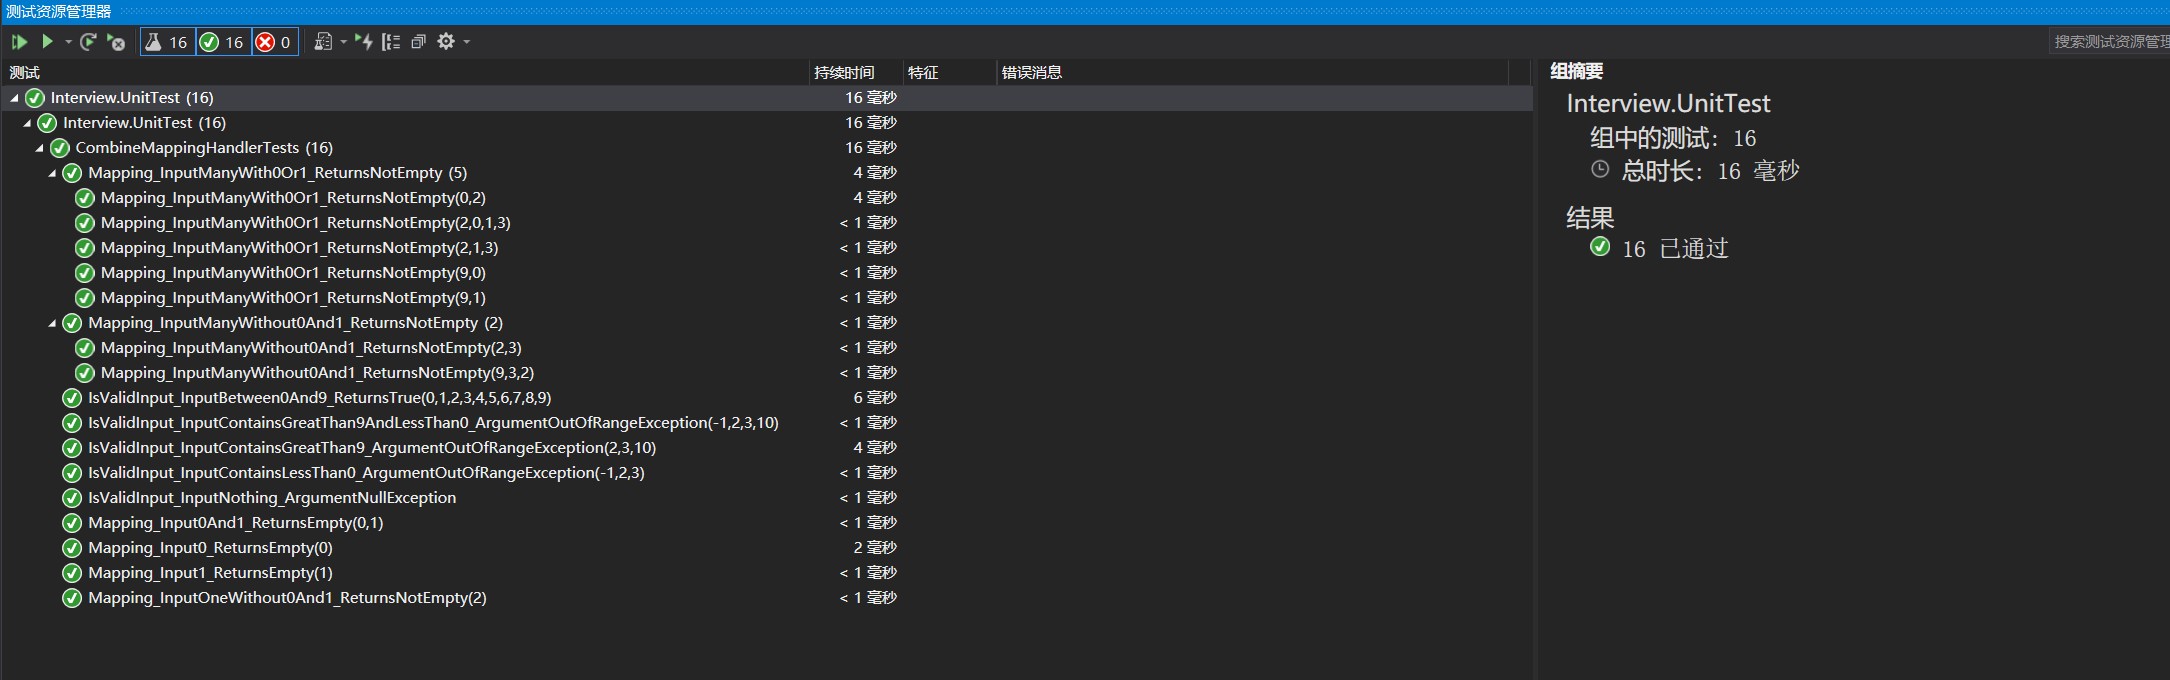 测试资源管理器
16 16 0
搜索测试资源管理
测试 持续时间 特征 错误消息
Interview.UnitTest (16) 16 毫秒
Interview.UnitTest (16) 16 毫秒
CombineMappingHandlerTests (16) 16 毫秒
Mapping_InputManyWith0Or1_ReturnsNotEmpty (5) 4 毫秒
Mapping_InputManyWith0Or1_ReturnsNotEmpty(0,2) 4 毫秒
Mapping_InputManyWith0Or1_ReturnsNotEmpty(2,0,1,3) < 1 毫秒
Mapping_InputManyWith0Or1_ReturnsNotEmpty(2,1,3) < 1 毫秒
Mapping_InputManyWith0Or1_ReturnsNotEmpty(9,0) < 1 毫秒
Mapping_InputManyWith0Or1_ReturnsNotEmpty(9,1) < 1 毫秒
Mapping_InputManyWithout0And1_ReturnsNotEmpty (2) < 1 毫秒
Mapping_InputManyWithout0And1_ReturnsNotEmpty(2,3) < 1 毫秒
Mapping_InputManyWithout0And1_ReturnsNotEmpty(9,3,2) < 1 毫秒
IsValidInput_InputBetween0And9_ReturnsTrue(0,1,2,3,4,5,6,7,8,9) 6 毫秒
IsValidInput_InputContainsGreatThan9AndLessThan0_ArgumentOutOfRangeException(-1,2,3,10) < 1 毫秒
IsValidInput_InputContainsGreatThan9_ArgumentOutOfRangeException(2,3,10) 4 毫秒
IsValidInput_InputContainsLessThan0_ArgumentOutOfRangeException(-1,2,3) < 1 毫秒
IsValidInput_InputNothing_ArgumentNullException < 1 毫秒
Mapping_Input0And1_ReturnsEmpty(0,1) < 1 毫秒
Mapping_Input0_ReturnsEmpty(0) 2 毫秒
Mapping_Input1_ReturnsEmpty(1) < 1 毫秒
Mapping_InputOneWithout0And1_ReturnsNotEmpty(2) < 1 毫秒
组摘要
Interview.UnitTest
组中的测试: 16
总时长: 16 毫秒
结果
16 已通过